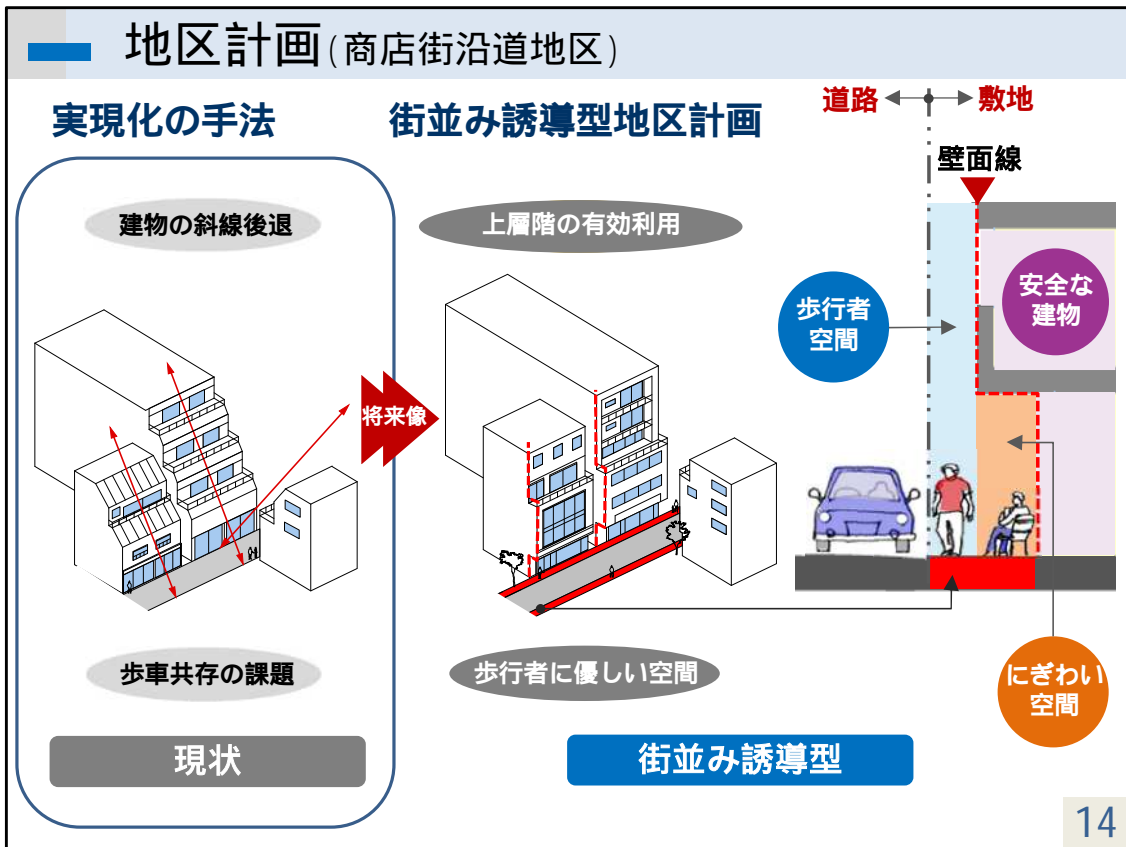 地区計画(商店街沿道地区)
実現化の手法
街並み誘導型地区計画
道路
敷地
壁面線
建物の斜線後退
上層階の有効利用
歩行者
空間
安全な
建物
将来像
歩車共存の課題
歩行者に優しい空間
にぎわい
空間
現状
街並み誘導型
14